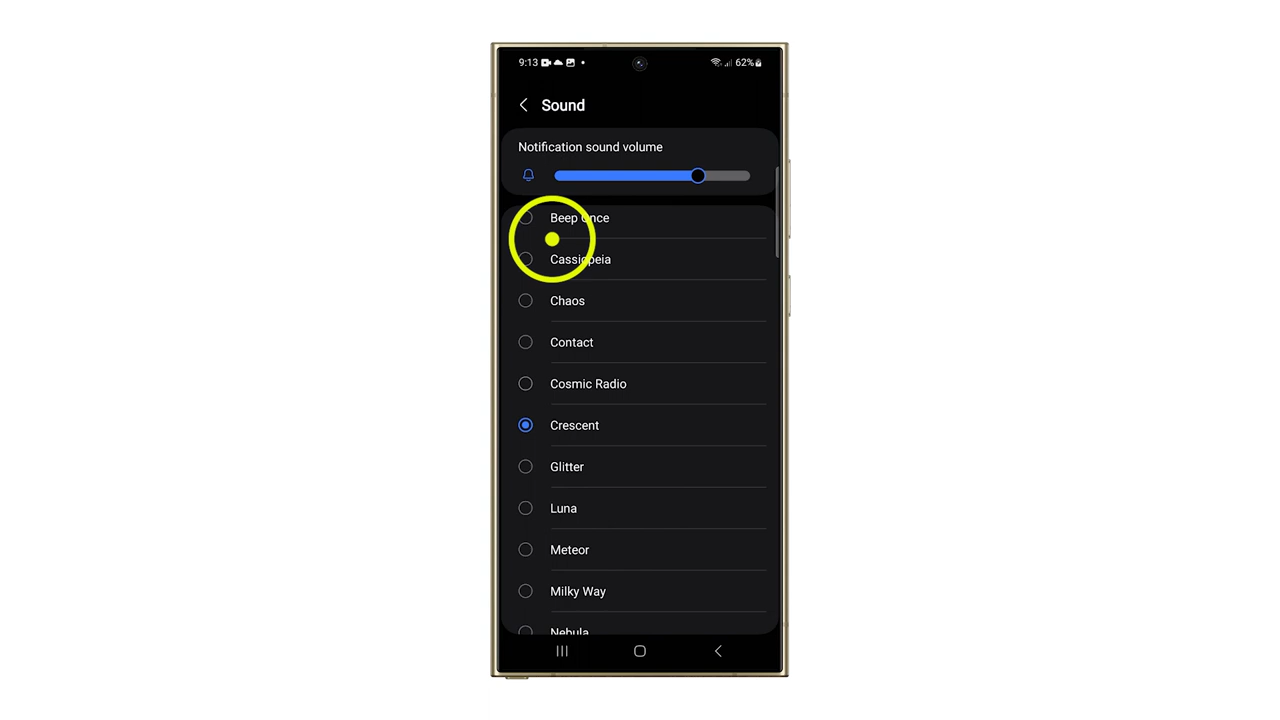 9:13 62%
Sound
Notification sound volume
Beep Once
Cassiopeia
Chaos
Contact
Cosmic Radio
Crescent
Glitter
Luna
Meteor
Milky Way
Nebula